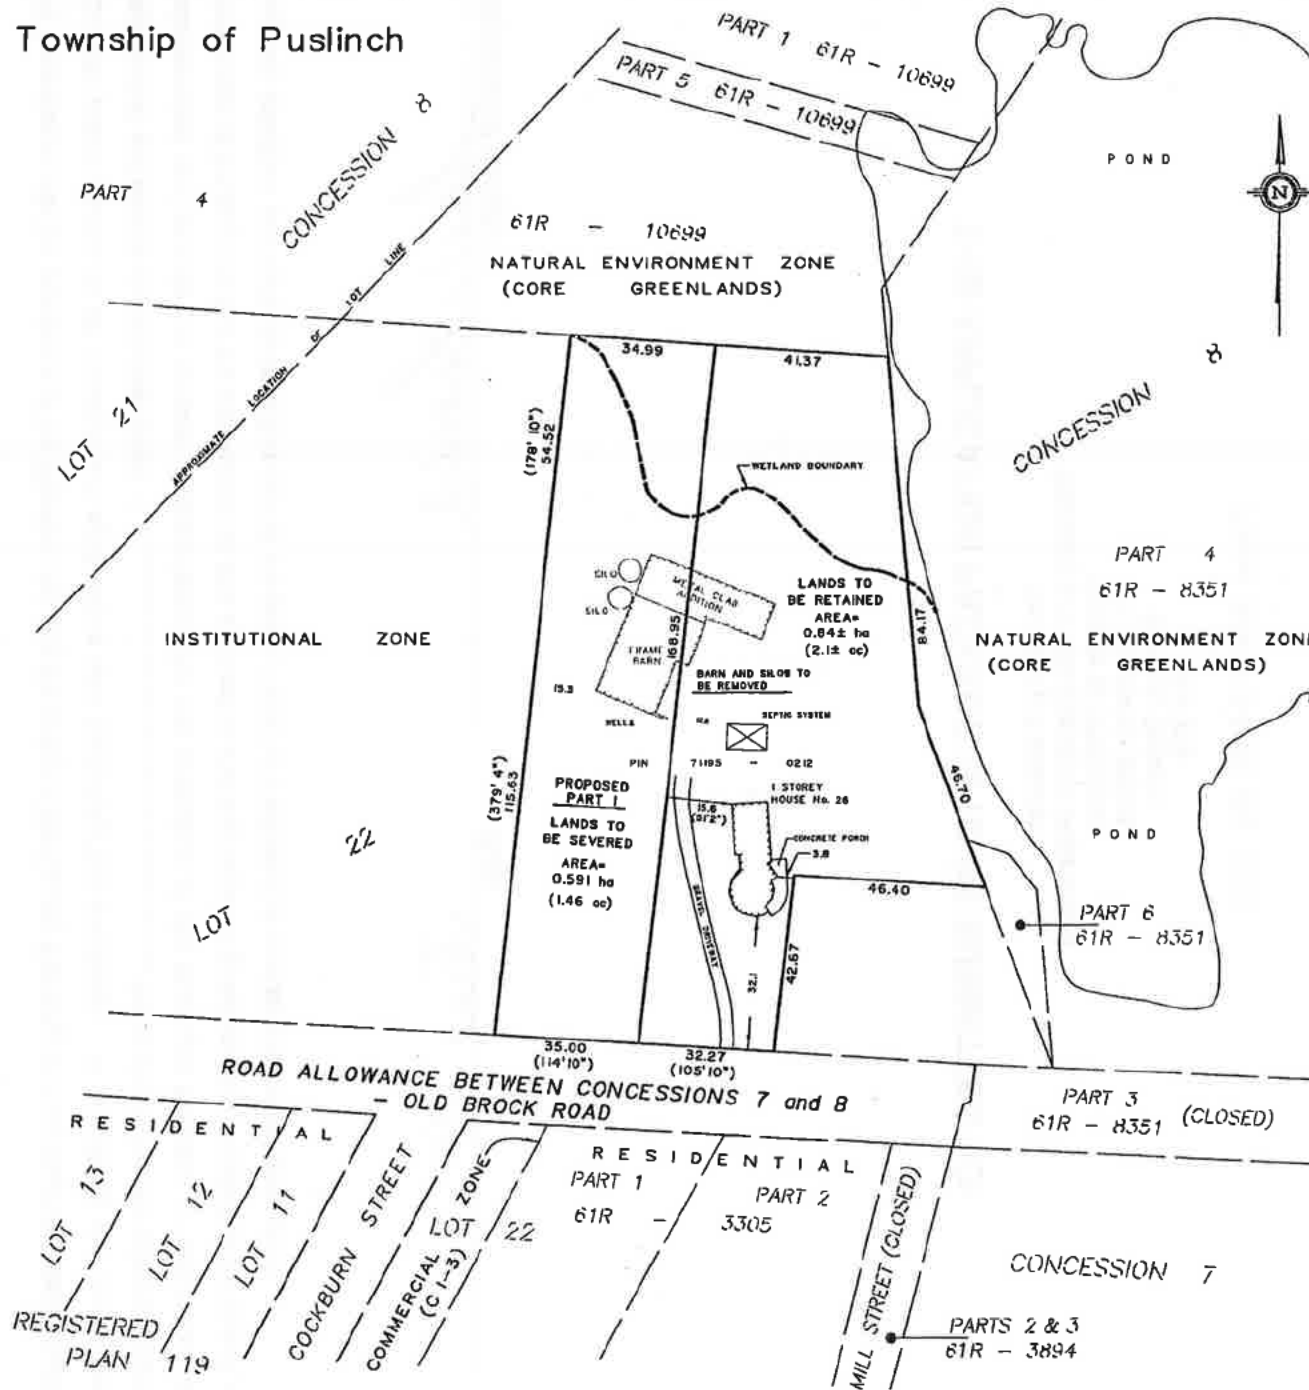 Township of Puslinch
PART 1 61R - 10699
PART 5 61R - 10699
CONCESSION 8
PART 4
POND
N
61R - 10699
NATURAL ENVIRONMENT ZONE
(CORE GREENLANDS)
APPROXIMATE LOCATION OF LOT LINE
LOT 21
34.99
41.37
CONCESSION 8
(178' 10")
54.52
WETLAND BOUNDARY
PART 4
61R - 8351
NATURAL ENVIRONMENT ZONE
(CORE GREENLANDS)
SILO
SILO
METAL CLAD
ADDITION
FRAME
BARN
168.95
LANDS TO
BE RETAINED
AREA=
0.84± ha
(2.1± ac)
84.17
INSTITUTIONAL ZONE
BARN AND SILOS TO
BE REMOVED
15.3
WELLS
SEPTIC SYSTEM
PIN 71195 - 0212
(379' 4")
115.63
PROPOSED
PART 1
LANDS TO
BE SEVERED
AREA=
0.591 ha
(1.46 ac)
1 STOREY
HOUSE No. 26
15.6
(51'2")
CONCRETE PORCH
3.8
46.70
POND
46.40
GRAVEL DRIVEWAY
32.1
42.67
PART 6
61R - 8351
LOT 22
35.00
(114'10")
32.27
(105'10")
ROAD ALLOWANCE BETWEEN CONCESSIONS 7 and 8
- OLD BROCK ROAD
PART 3
61R - 8351 (CLOSED)
RESIDENTIAL
LOT 13
LOT 12
LOT 11
COCKBURN STREET
COMMERCIAL ZONE
(C1-3)
LOT 22
RESIDENTIAL
PART 1
PART 2
61R - 3305
MILL STREET (CLOSED)
CONCESSION 7
PARTS 2 & 3
61R - 3894
REGISTERED
PLAN 119